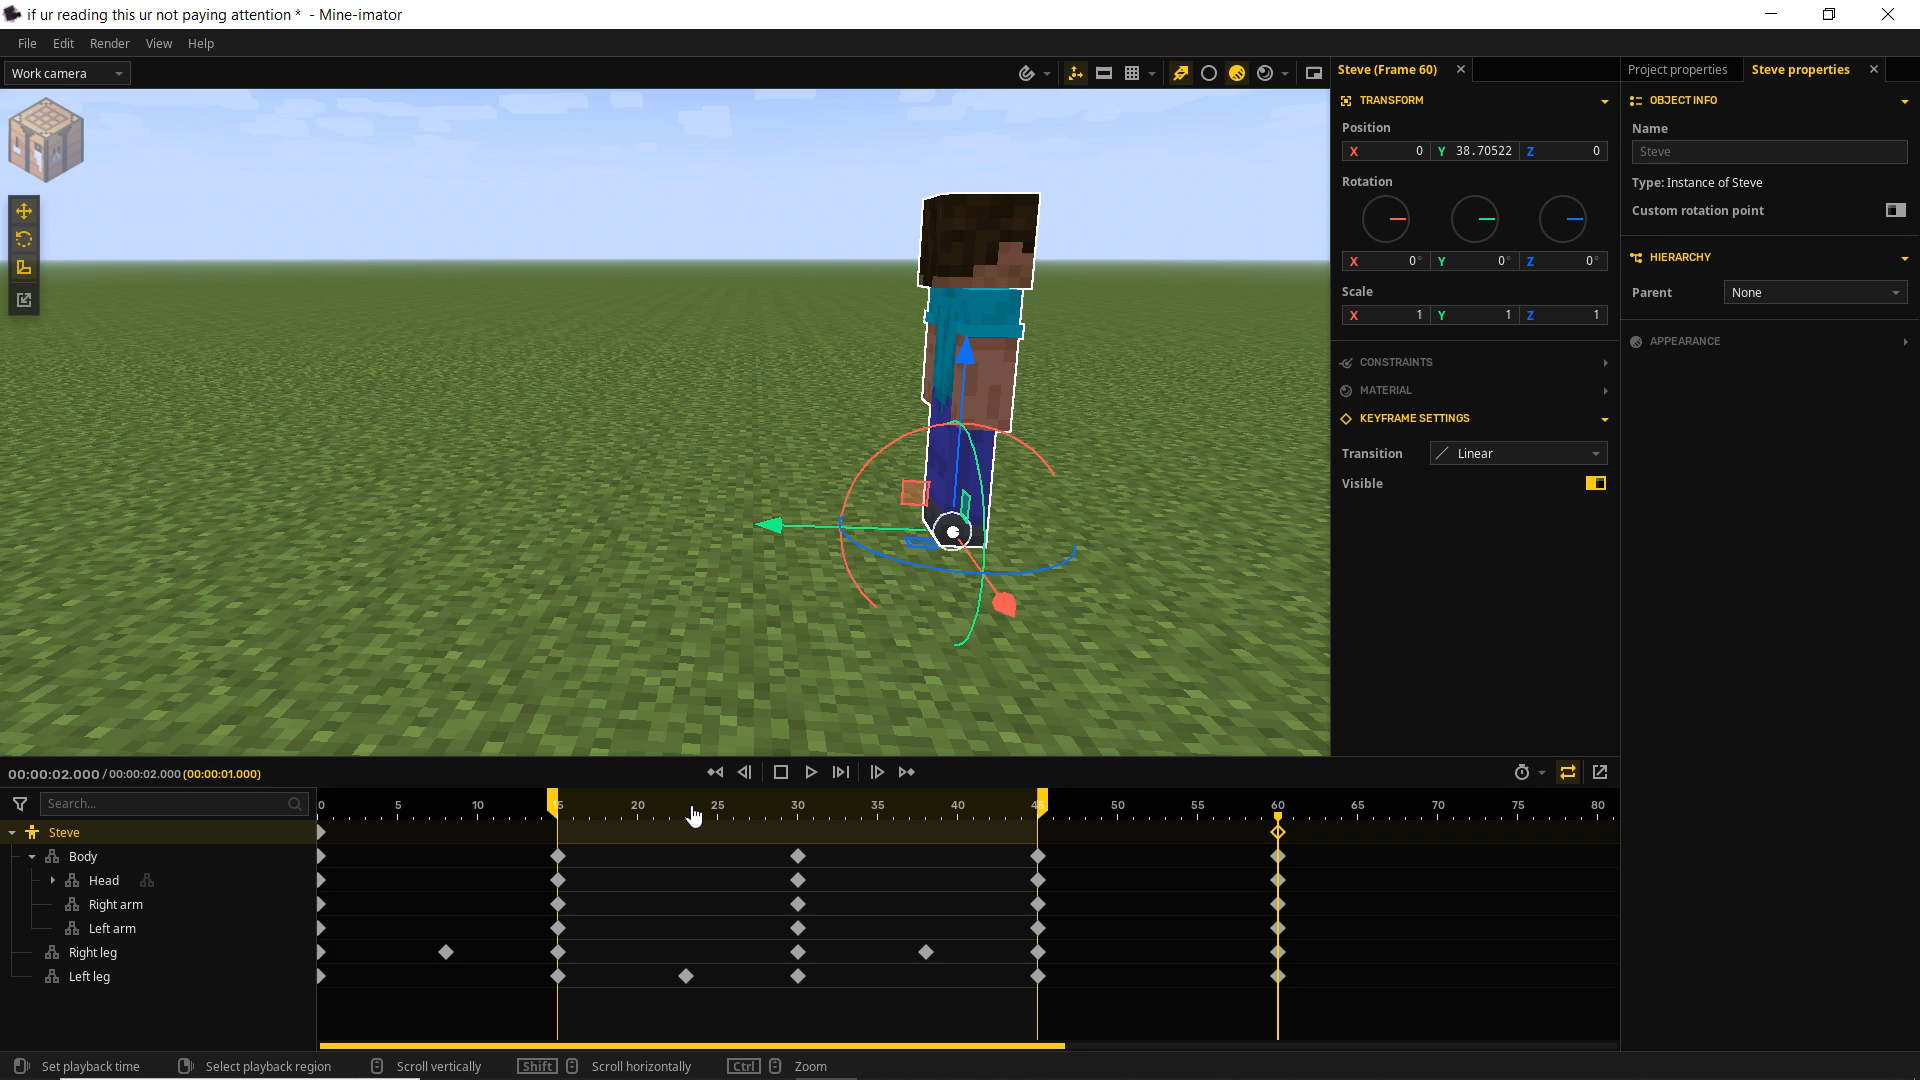 if ur reading this ur not paying attention * - Mine-imator
File Edit Render View Help
Work camera
Steve (Frame 60)
Project properties
Steve properties
TRANSFORM
Position
X 0 Y 38.70522 Z 0
Rotation
X 0° Y 0° Z 0°
Scale
X 1 Y 1 Z 1
CONSTRAINTS
MATERIAL
KEYFRAME SETTINGS
Transition Linear
Visible
OBJECT INFO
Name
Steve
Type: Instance of Steve
Custom rotation point
HIERARCHY
Parent None
APPEARANCE
00:00:02.000 / 00:00:02.000 (00:00:01.000)
Search...
0 5 10 15 20 25 30 35 40 45 50 55 60 65 70 75 80
Steve
Body
Head
Right arm
Left arm
Right leg
Left leg
Set playback time Select playback region Scroll vertically Shift Scroll horizontally Ctrl Zoom